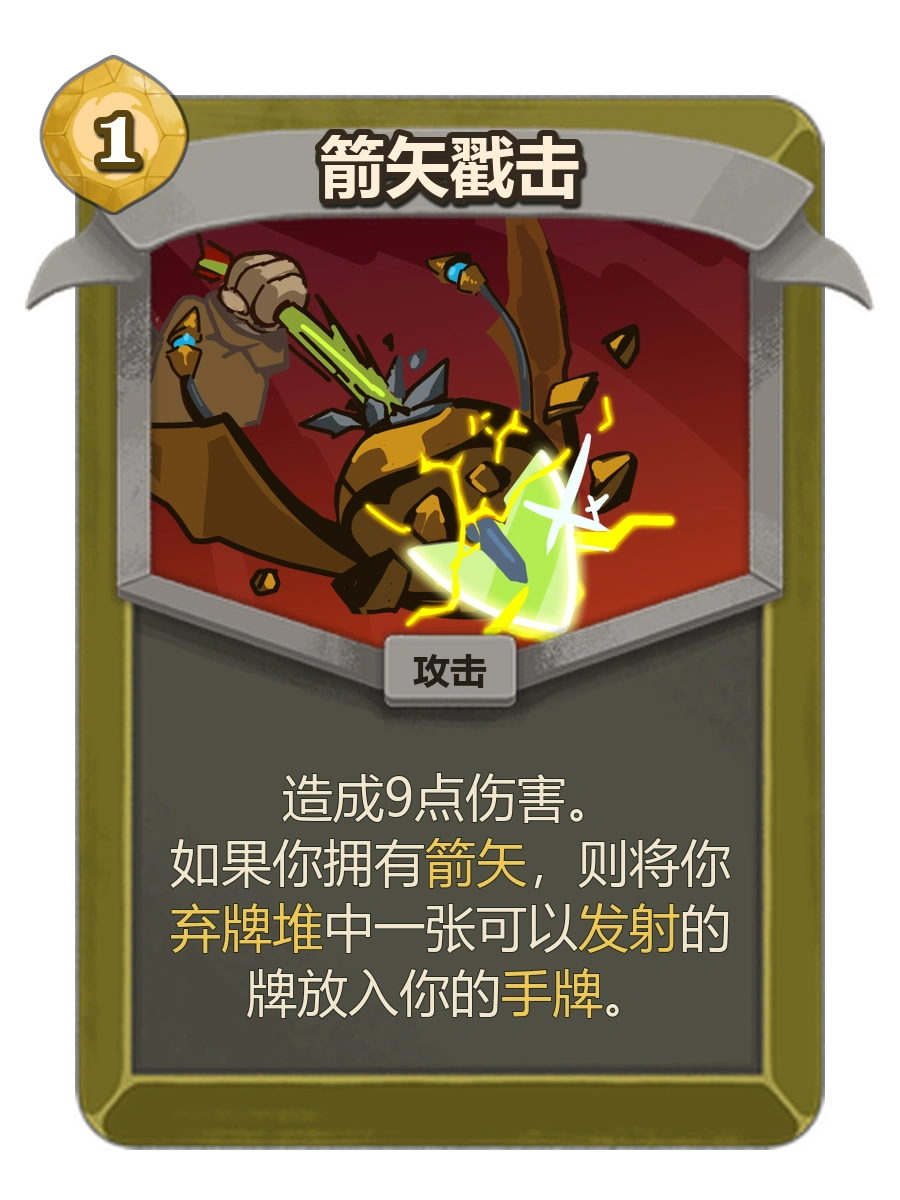 1
箭矢戳击
攻击
造成9点伤害。
如果你拥有箭矢，则将你
弃牌堆中一张可以发射的
牌放入你的手牌。